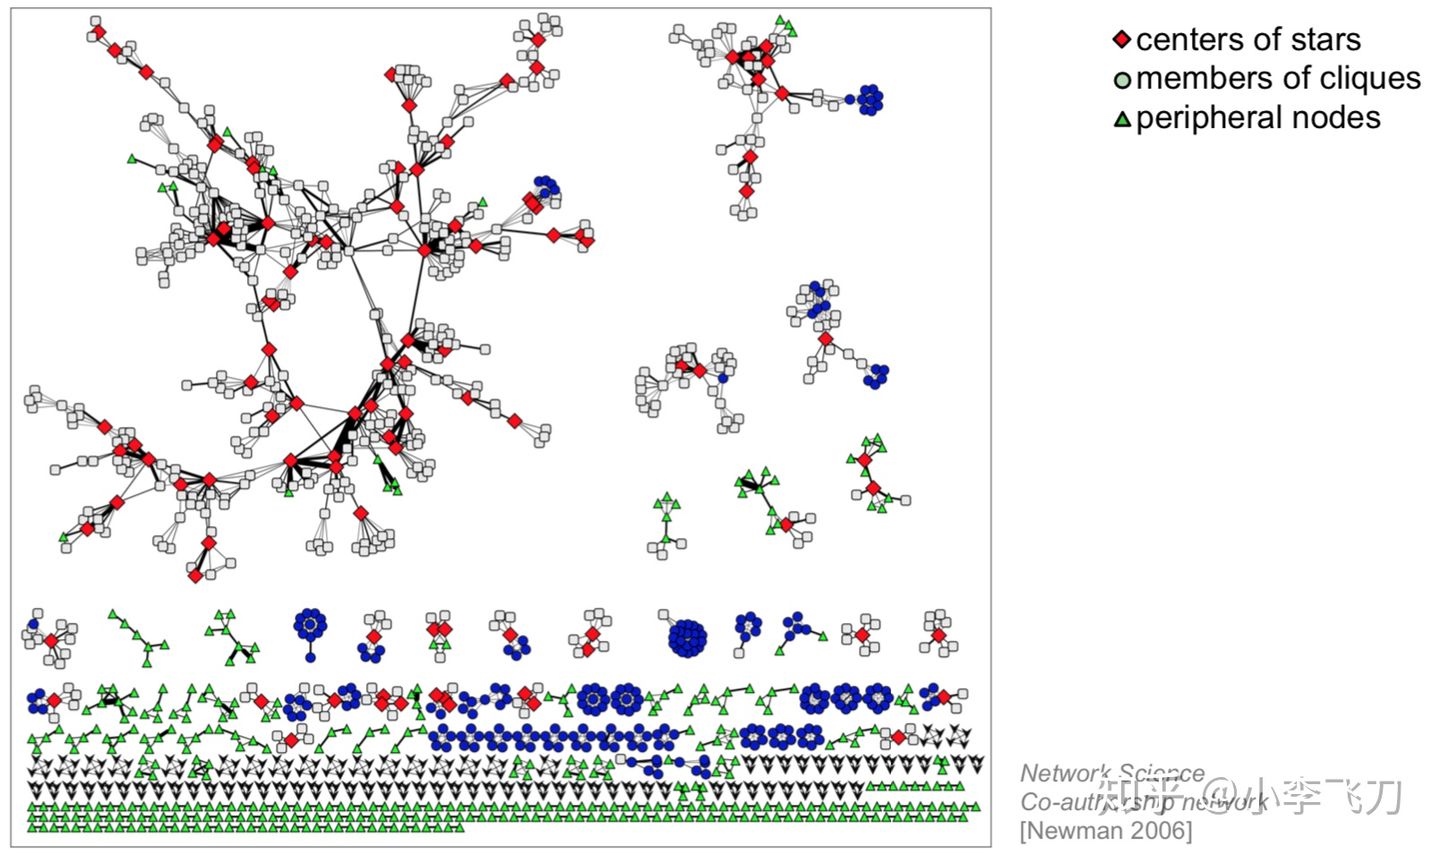 centers of stars
members of cliques
peripheral nodes
Network Science
Co-authorship network
[Newman 2006]
知乎 @小李飞刀